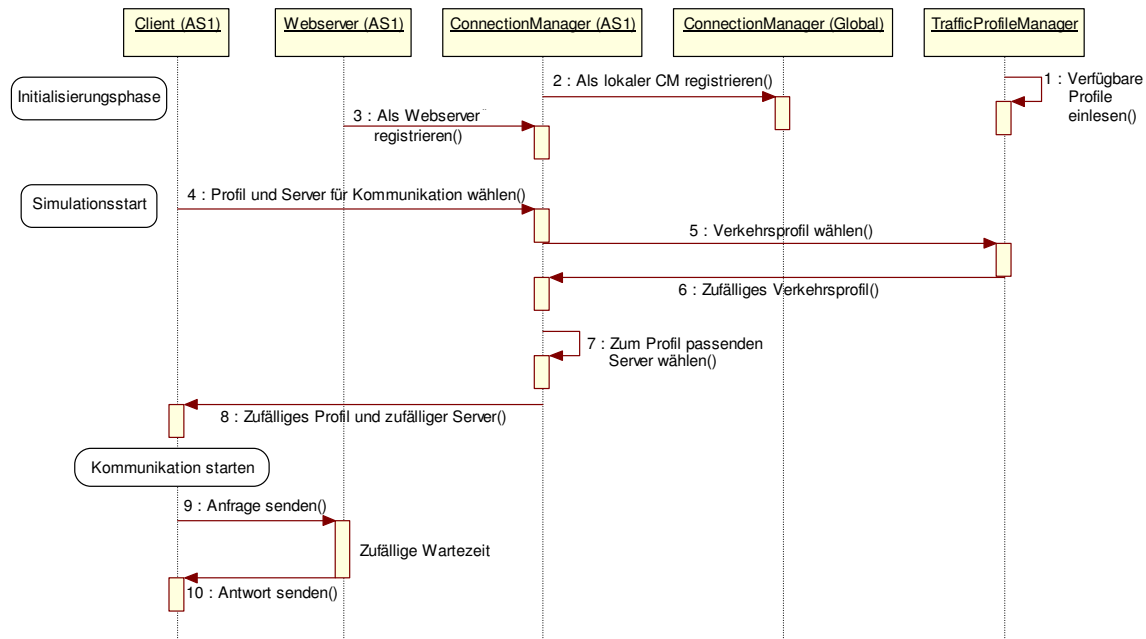 Client (AS1)
Webserver (AS1)
ConnectionManager (AS1)
ConnectionManager (Global)
TrafficProfileManager
Initialisierungsphase
1 : Verfügbare
Profile
einlesen()
2 : Als lokaler CM registrieren()
3 : Als Webserver
registrieren()
Simulationsstart
4 : Profil und Server für Kommunikation wählen()
5 : Verkehrsprofil wählen()
6 : Zufälliges Verkehrsprofil()
7 : Zum Profil passenden
Server wählen()
8 : Zufälliges Profil und zufälliger Server()
Kommunikation starten
9 : Anfrage senden()
Zufällige Wartezeit
10 : Antwort senden()